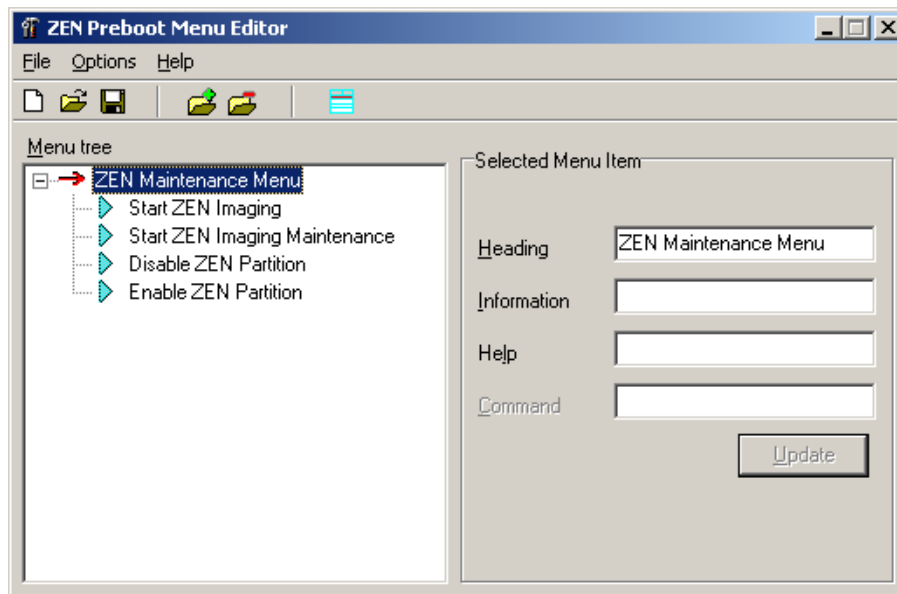 ZEN Preboot Menu Editor
File Options Help
Menu tree
ZEN Maintenance Menu
Start ZEN Imaging
Start ZEN Imaging Maintenance
Disable ZEN Partition
Enable ZEN Partition
Selected Menu Item
Heading ZEN Maintenance Menu
Information
Help
Command
Update